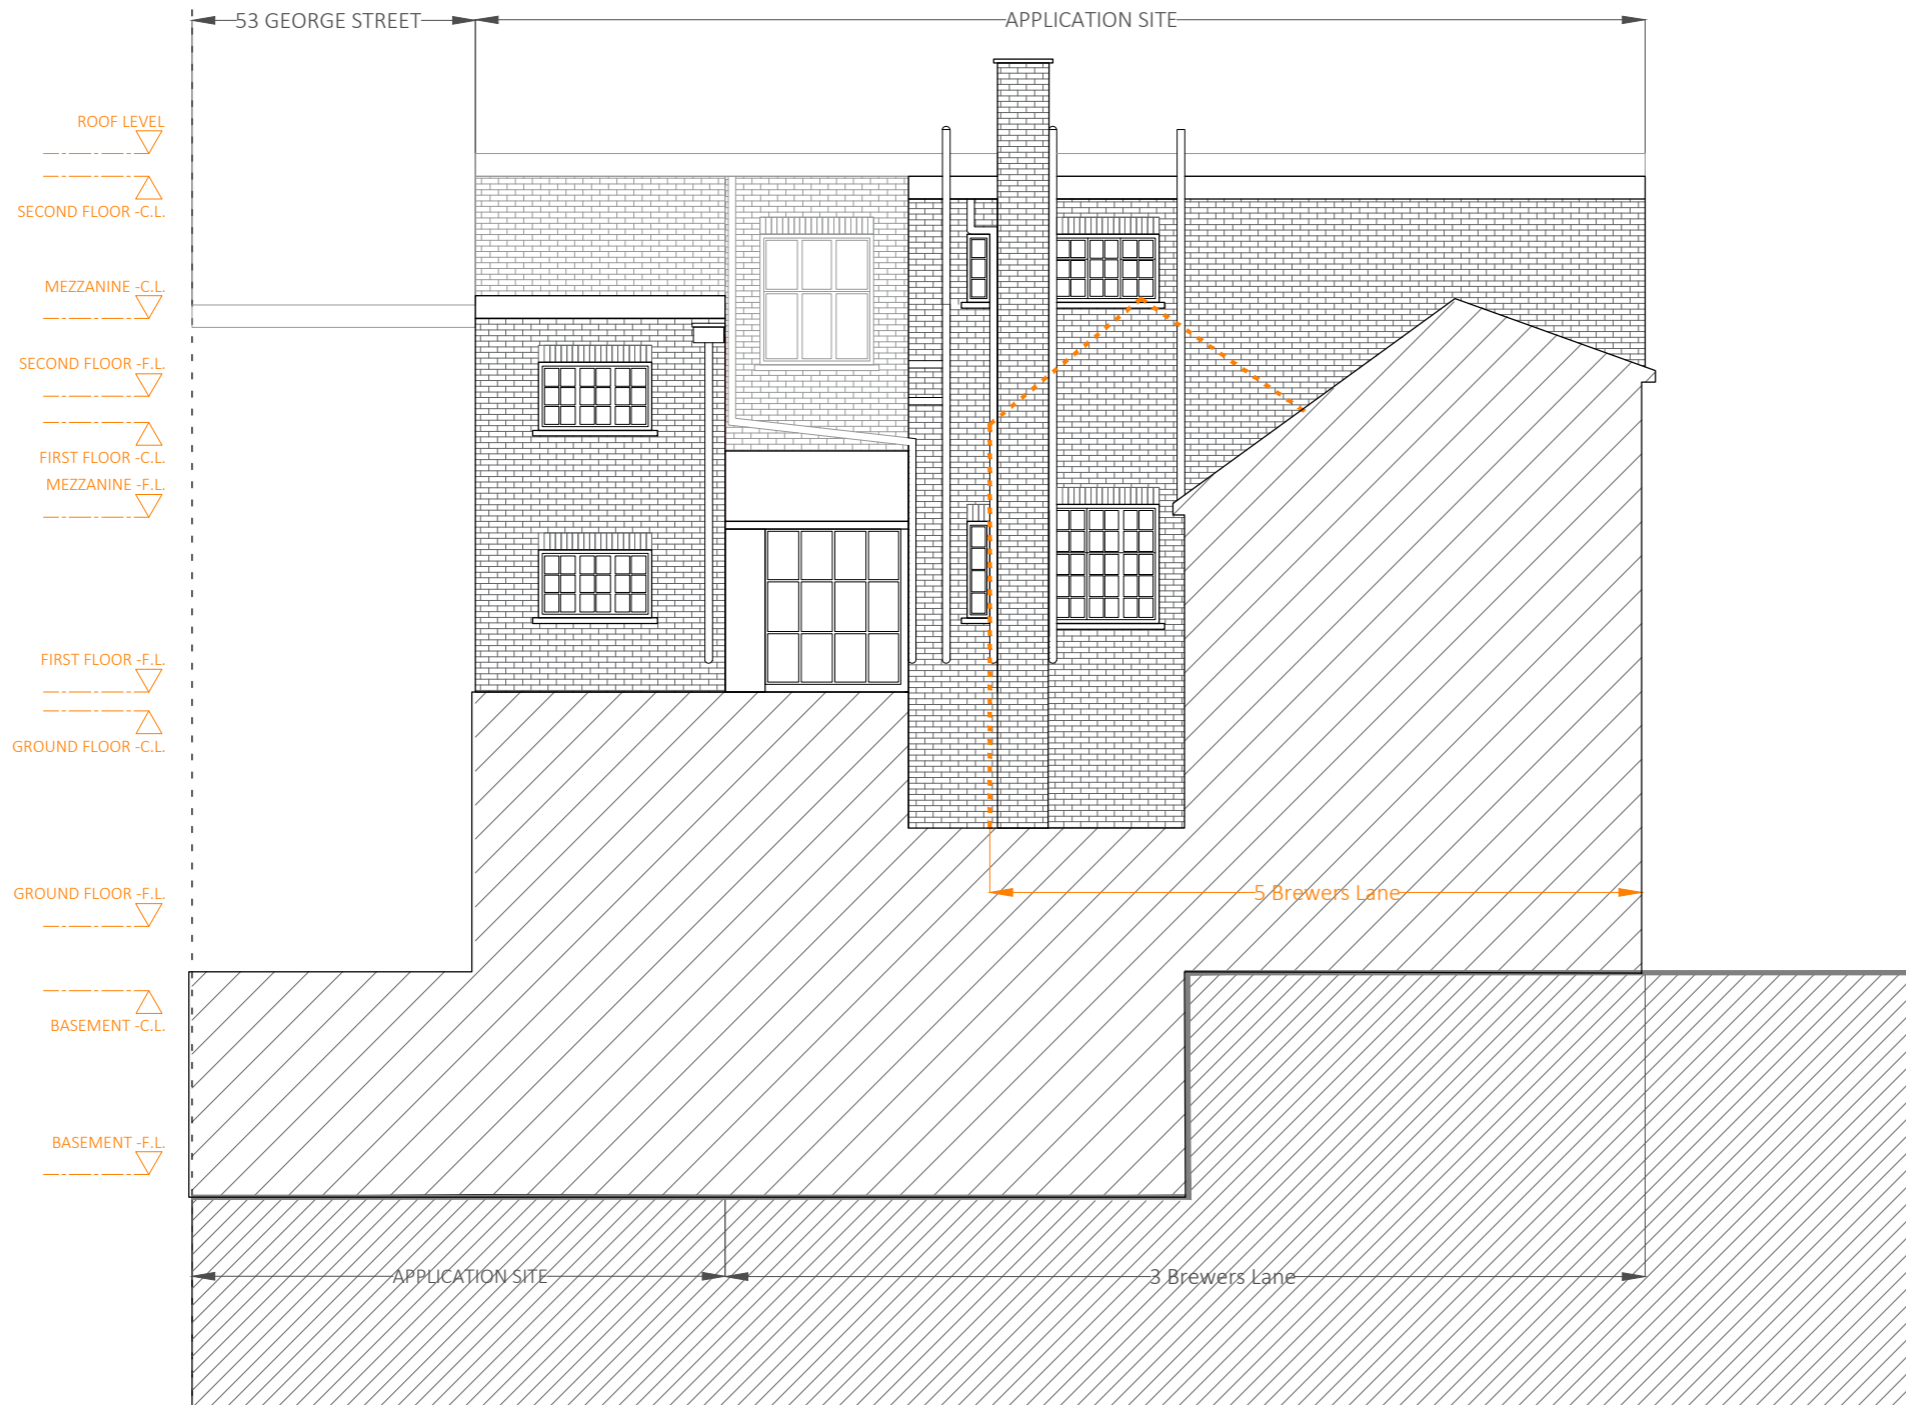 53 GEORGE STREET
APPLICATION SITE
ROOF LEVEL
SECOND FLOOR -C.L.
MEZZANINE -C.L.
SECOND FLOOR -F.L.
FIRST FLOOR -C.L.
MEZZANINE -F.L.
FIRST FLOOR -F.L.
GROUND FLOOR -C.L.
GROUND FLOOR -F.L.
5 Brewers Lane
BASEMENT -C.L.
BASEMENT -F.L.
APPLICATION SITE
3 Brewers Lane